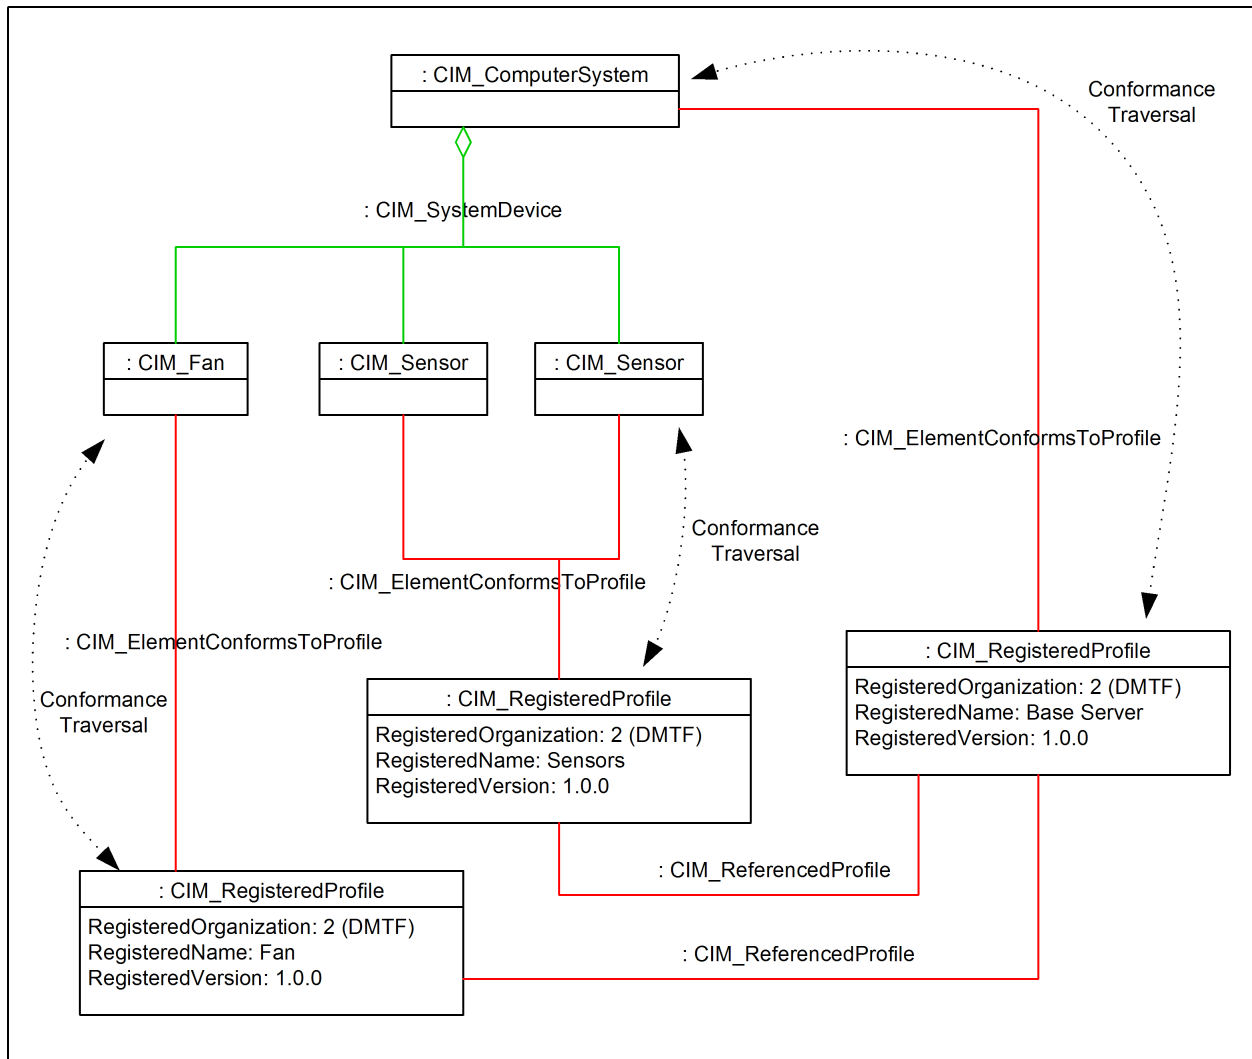 : CIM_ComputerSystem
Conformance
Traversal
: CIM_SystemDevice
: CIM_Fan
: CIM_Sensor
: CIM_Sensor
: CIM_ElementConformsToProfile
Conformance
Traversal
: CIM_ElementConformsToProfile
: CIM_ElementConformsToProfile
Conformance
Traversal
: CIM_RegisteredProfile
RegisteredOrganization: 2 (DMTF)
RegisteredName: Base Server
RegisteredVersion: 1.0.0
: CIM_RegisteredProfile
RegisteredOrganization: 2 (DMTF)
RegisteredName: Sensors
RegisteredVersion: 1.0.0
: CIM_ReferencedProfile
: CIM_RegisteredProfile
RegisteredOrganization: 2 (DMTF)
RegisteredName: Fan
RegisteredVersion: 1.0.0
: CIM_ReferencedProfile